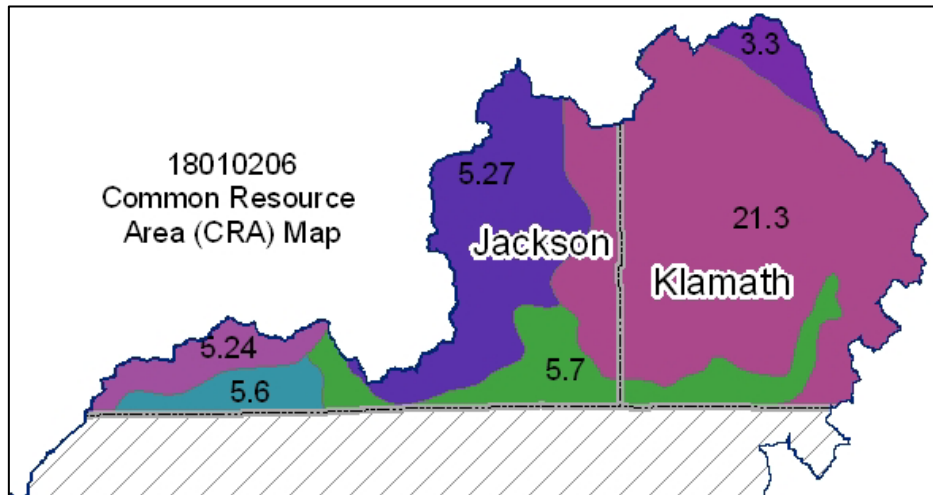 18010206
Common Resource
Area (CRA) Map
3.3
5.27
21.3
Jackson
Klamath
5.24
5.7
5.6